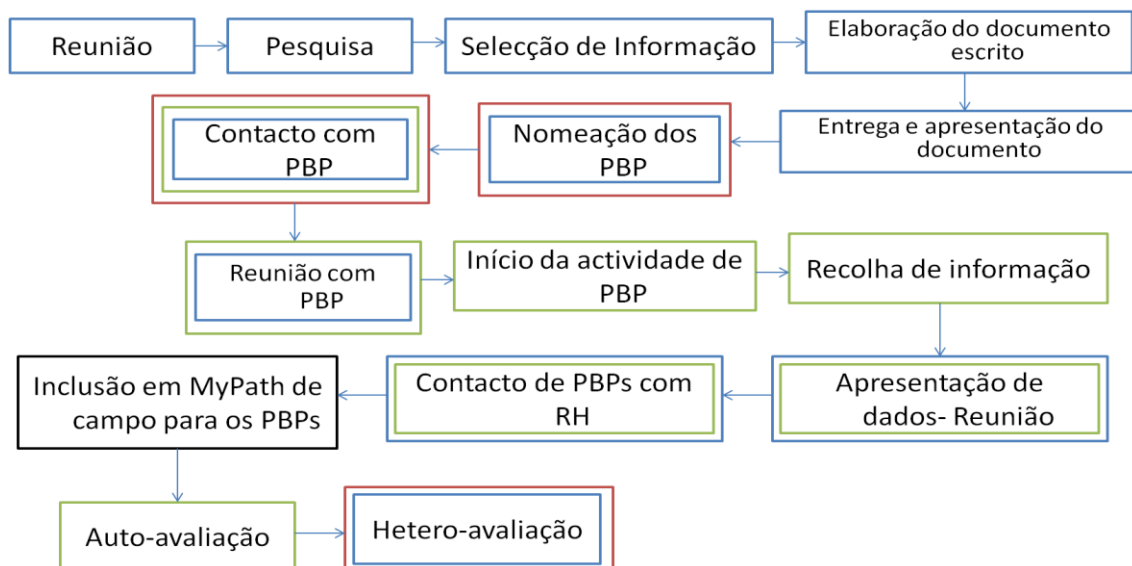 Reunião
Pesquisa
Selecção de Informação
Elaboração do documento
escrito
Entrega e apresentação do
documento
Nomeação dos
PBP
Contacto com
PBP
Reunião com
PBP
Início da actividade de
PBP
Recolha de informação
Apresentação de
dados- Reunião
Contacto de PBPs com
RH
Inclusão em MyPath de
campo para os PBPs
Auto-avaliação
Hetero-avaliação